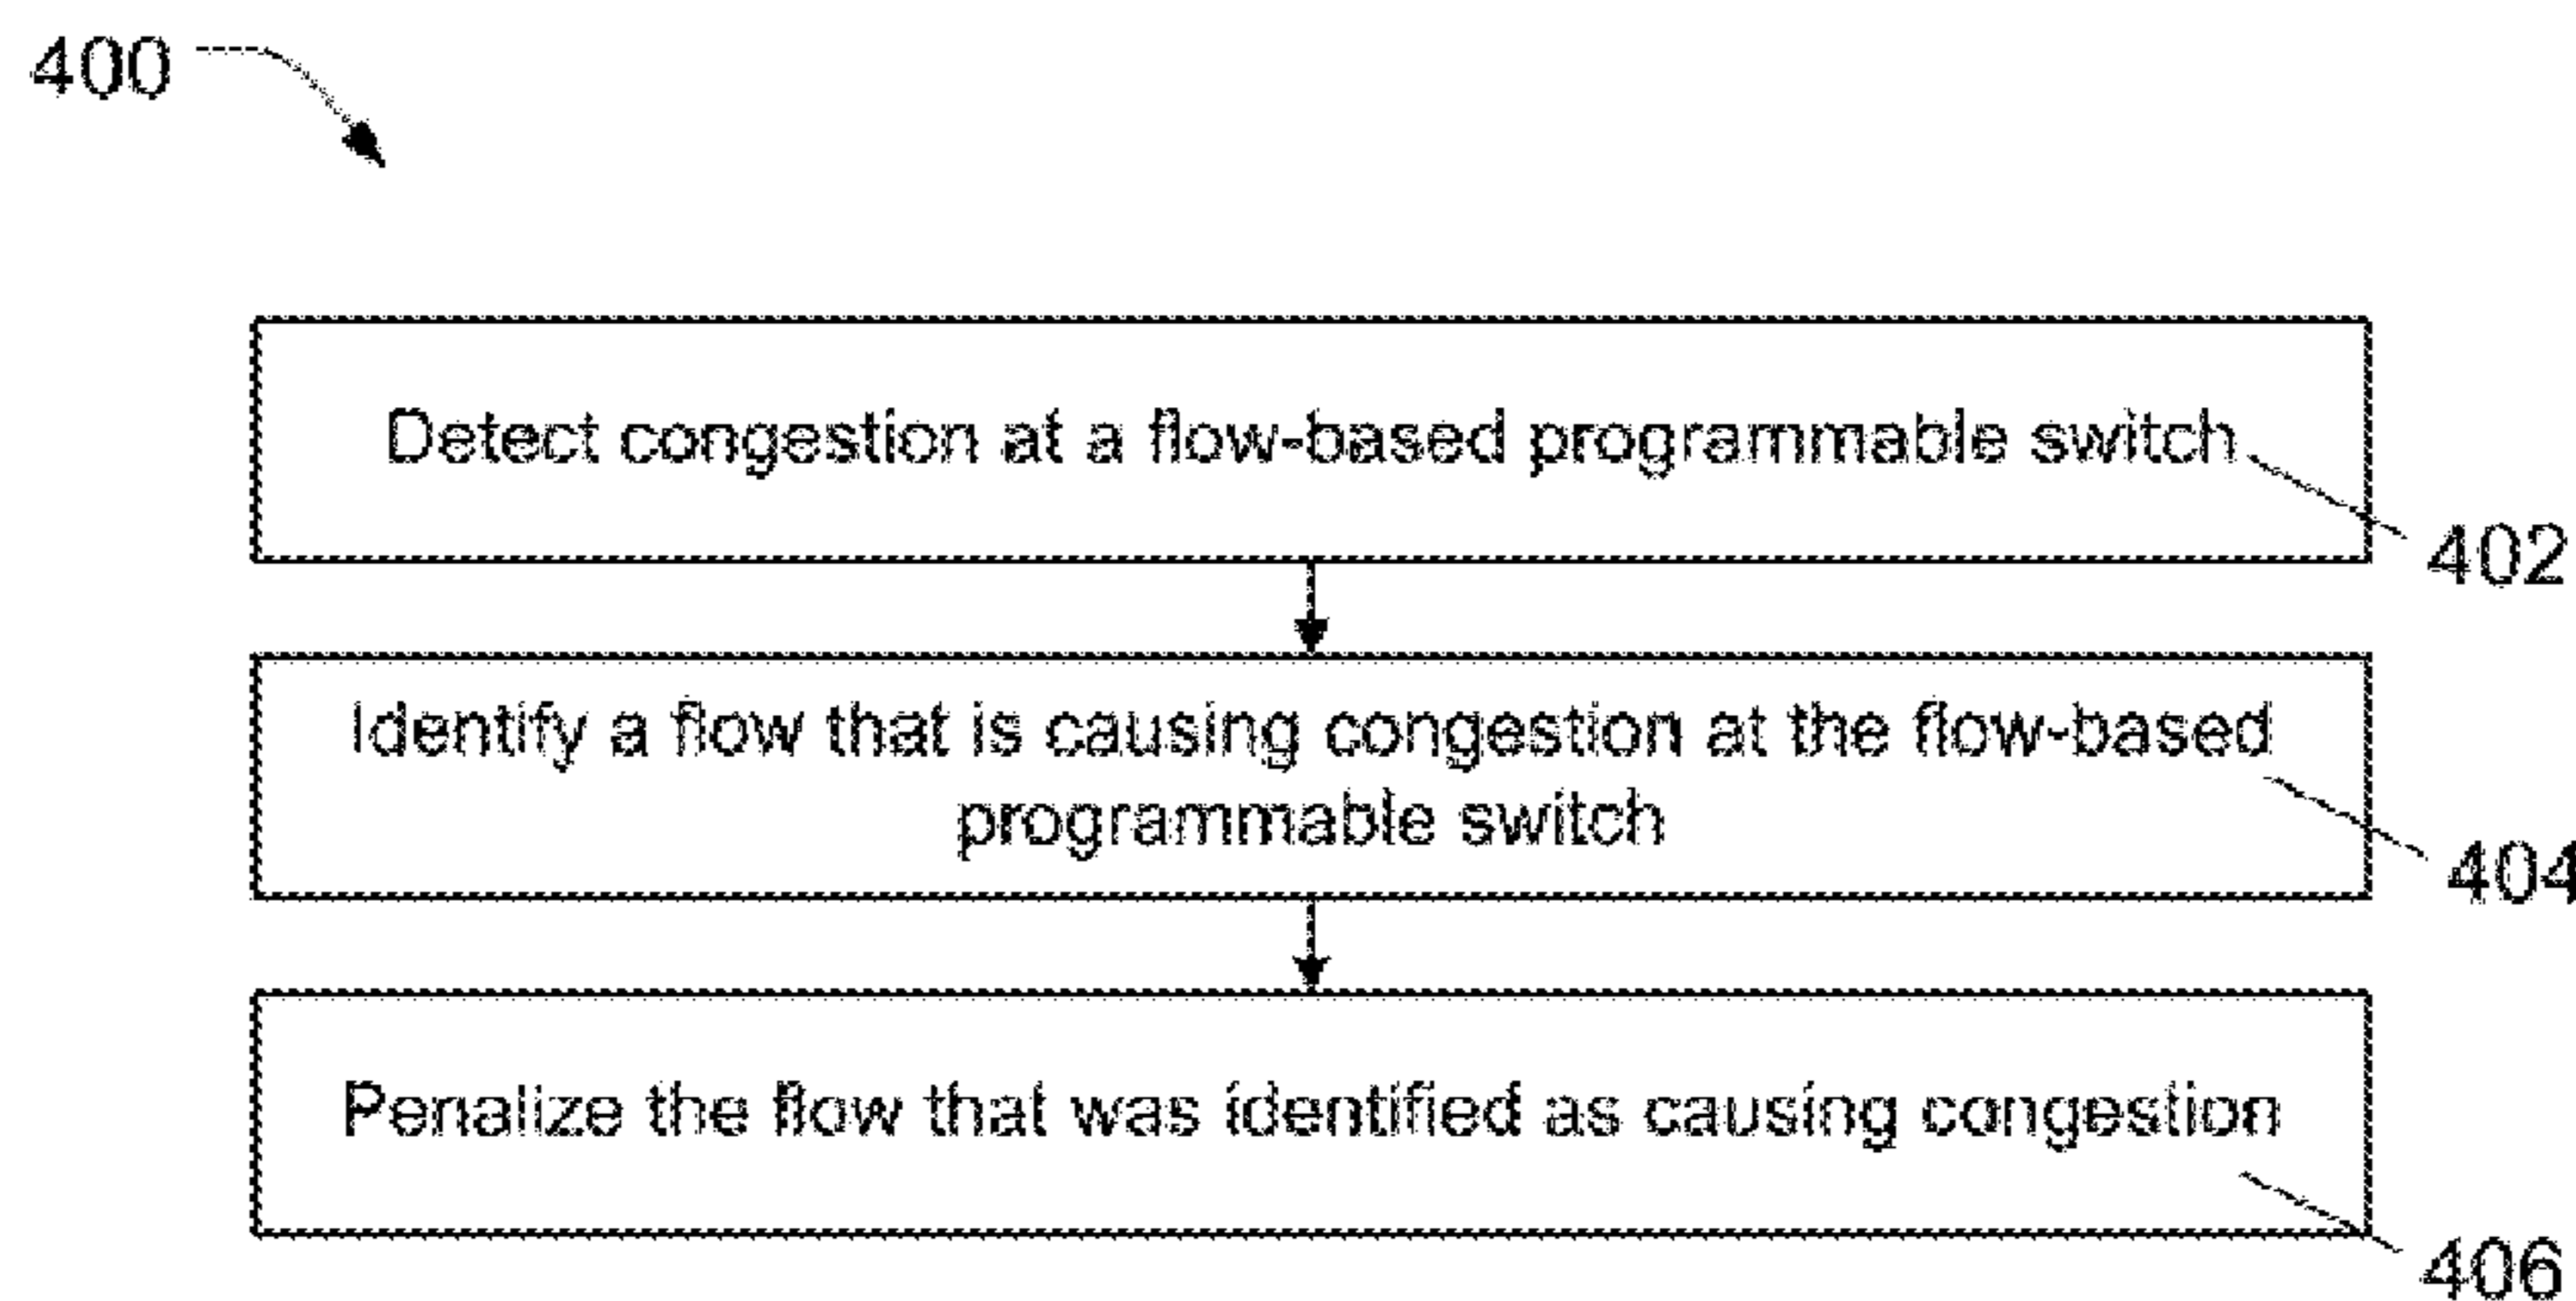 400
Detect congestion at a flow-based programmable switch
402
Identify a flow that is causing congestion at the flow-based
programmable switch
404
Penalize the flow that was identified as causing congestion
406